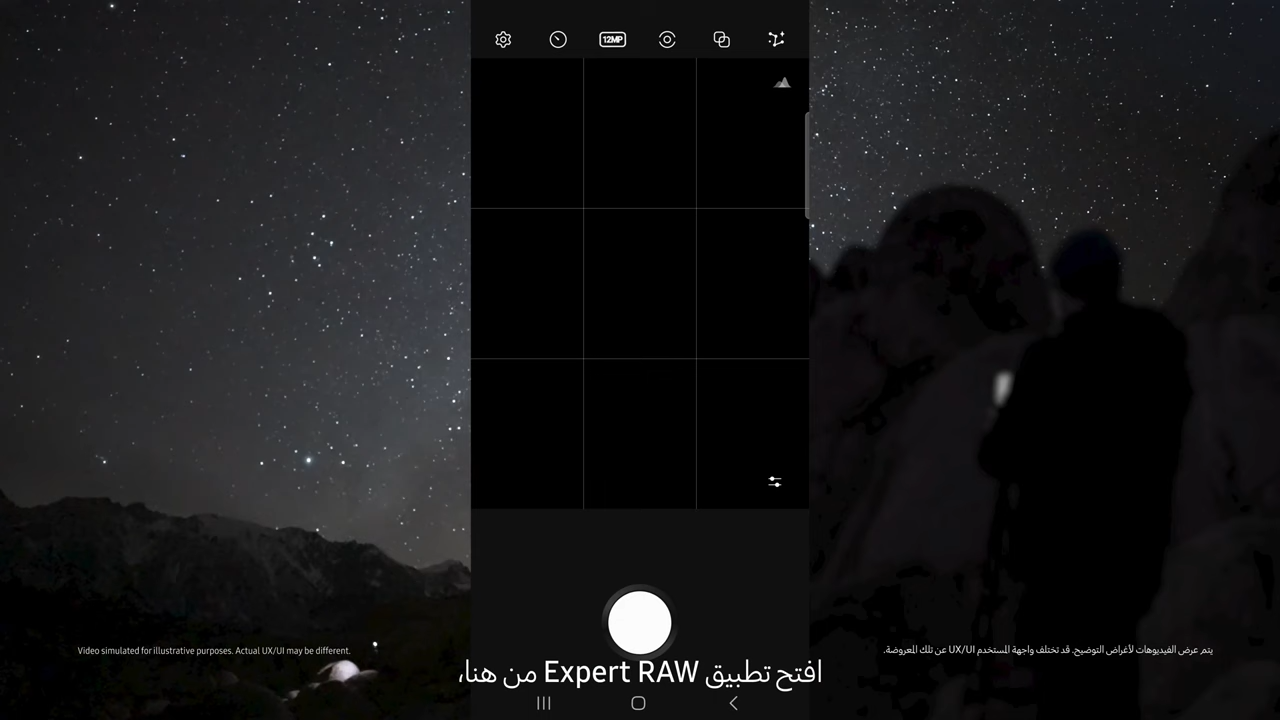 12MP
Video simulated for illustrative purposes. Actual UX/UI may be different.
يتم عرض الفيديوهات لأغراض التوضيح. قد تختلف واجهة المستخدم UX/UI عن تلك المعروضة.
افتح تطبيق Expert RAW من هنا،